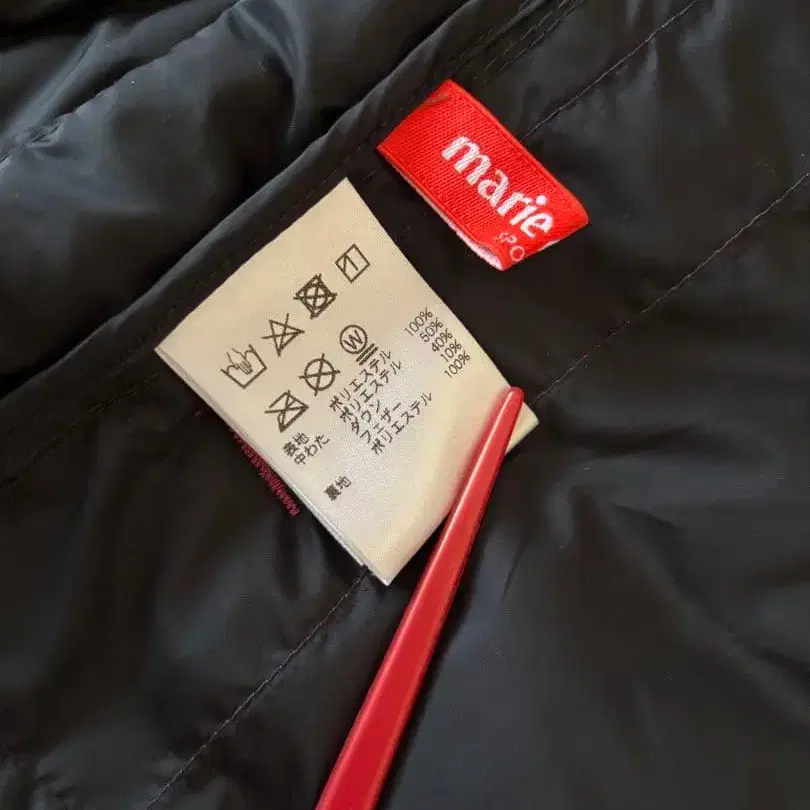 marie
SPO
W
表地 ポリエステル 100%
中わた ポリエステル 50%
ダウン 40%
フェザー 10%
裏地 ポリエステル 100%